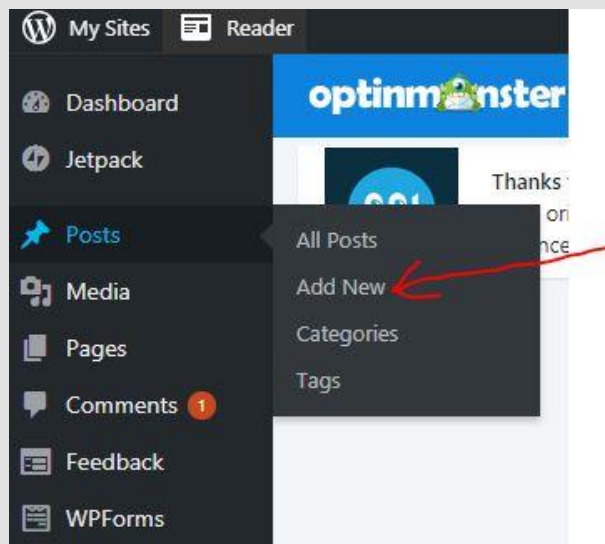 My Sites Reader
Dashboard
optinmonster
Jetpack
Thanks
Posts
All Posts
Media
Add New
Pages
Categories
Tags
Comments 1
Feedback
WPForms